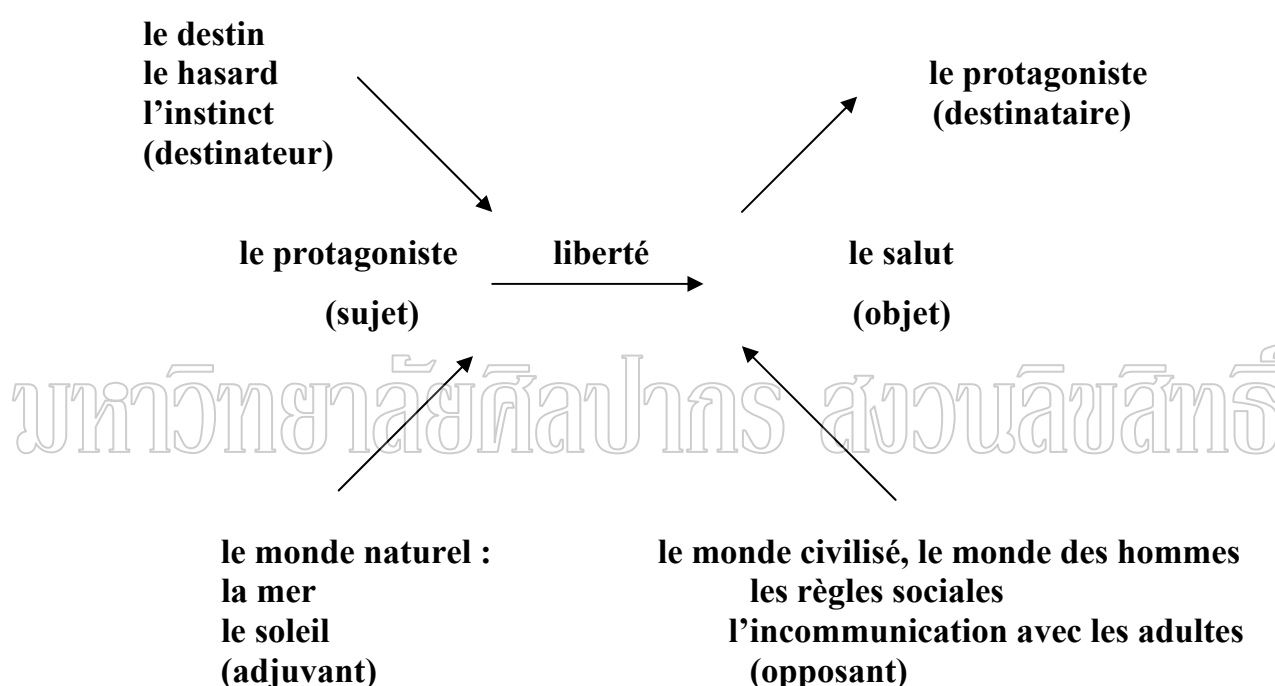 le destin
le hasard
l’instinct
(destinateur)
le protagoniste
(destinataire)
le protagoniste
(sujet)
liberté
le salut
(objet)
มหาวิทยาลัยศิลปากร สงวนลิขสิทธิ์
le monde naturel :
la mer
le soleil
(adjuvant)
le monde civilisé, le monde des hommes
les règles sociales
l’incommunication avec les adultes
(opposant)